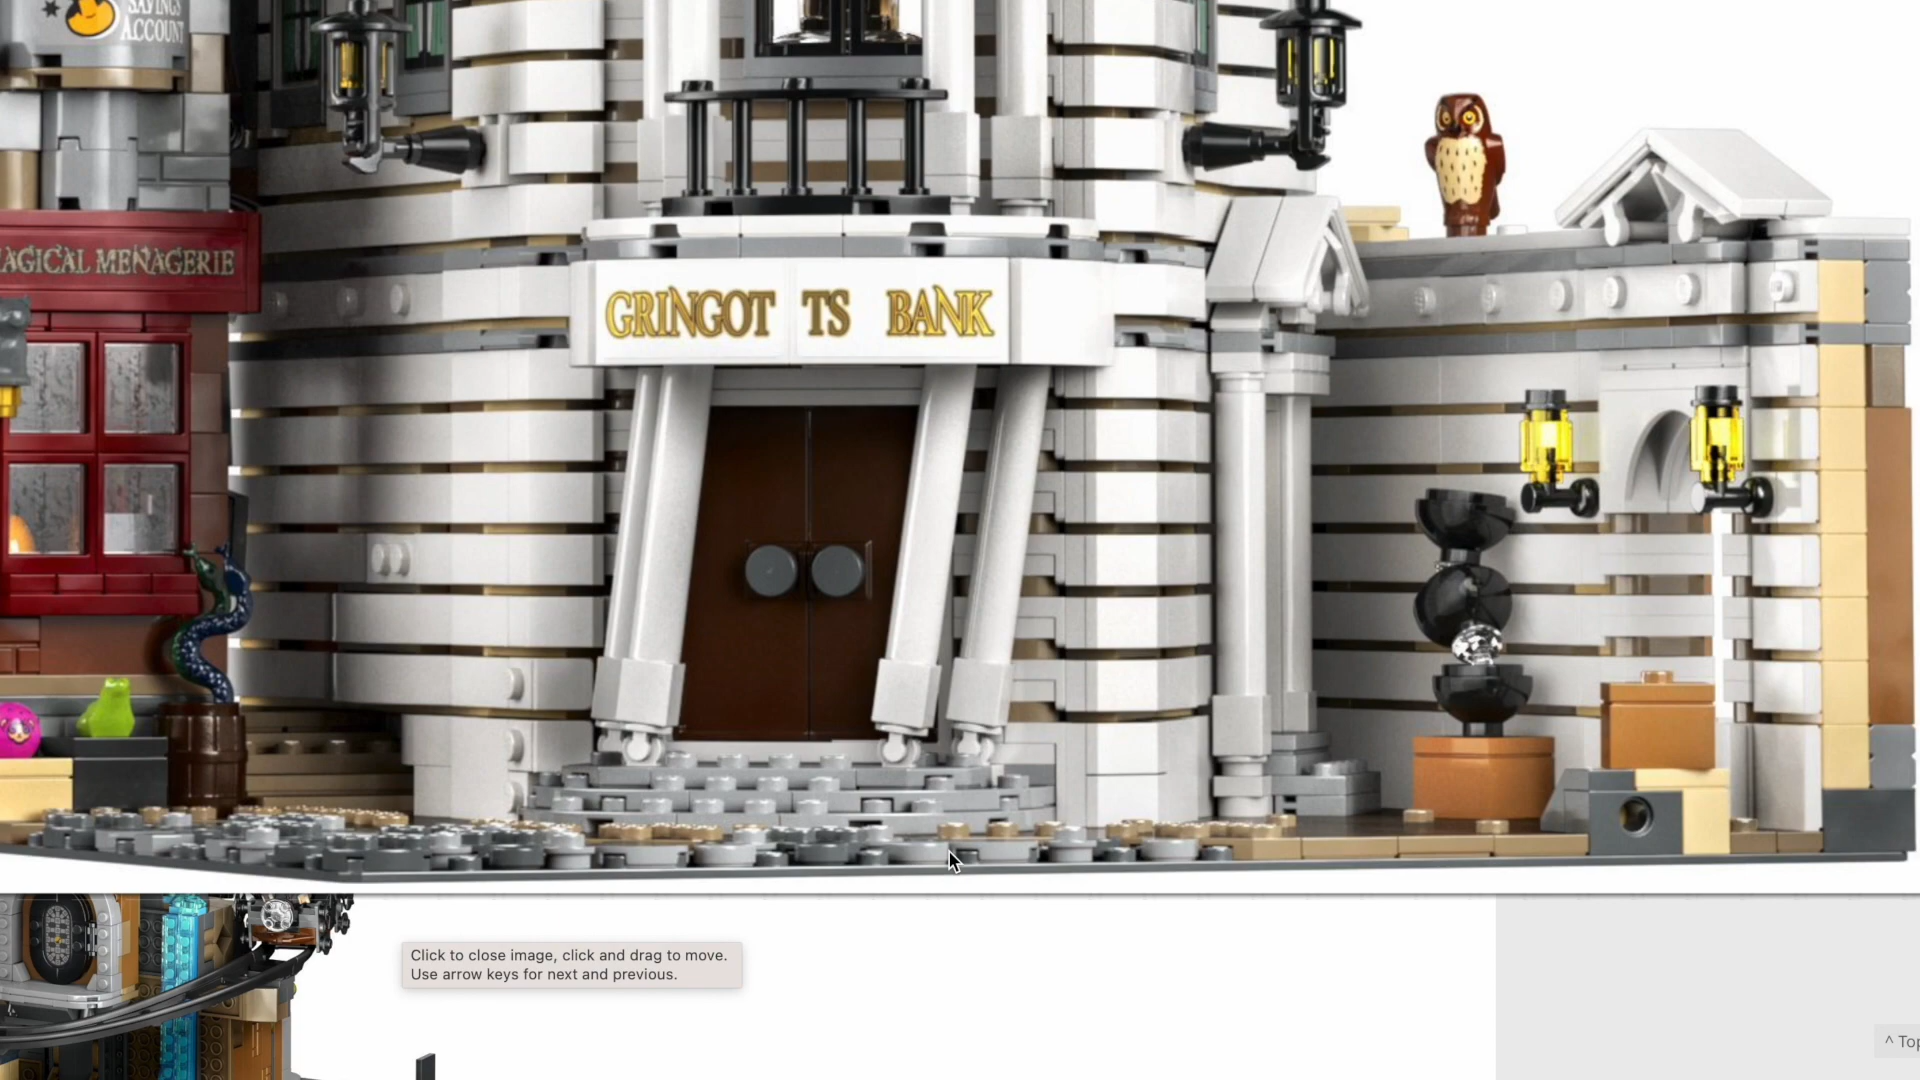 SAVINGS
ACCOUNT
AGICAL MENAGERIE
GRINGOT TS BANK
Click to close image, click and drag to move.
Use arrow keys for next and previous.
^ Top